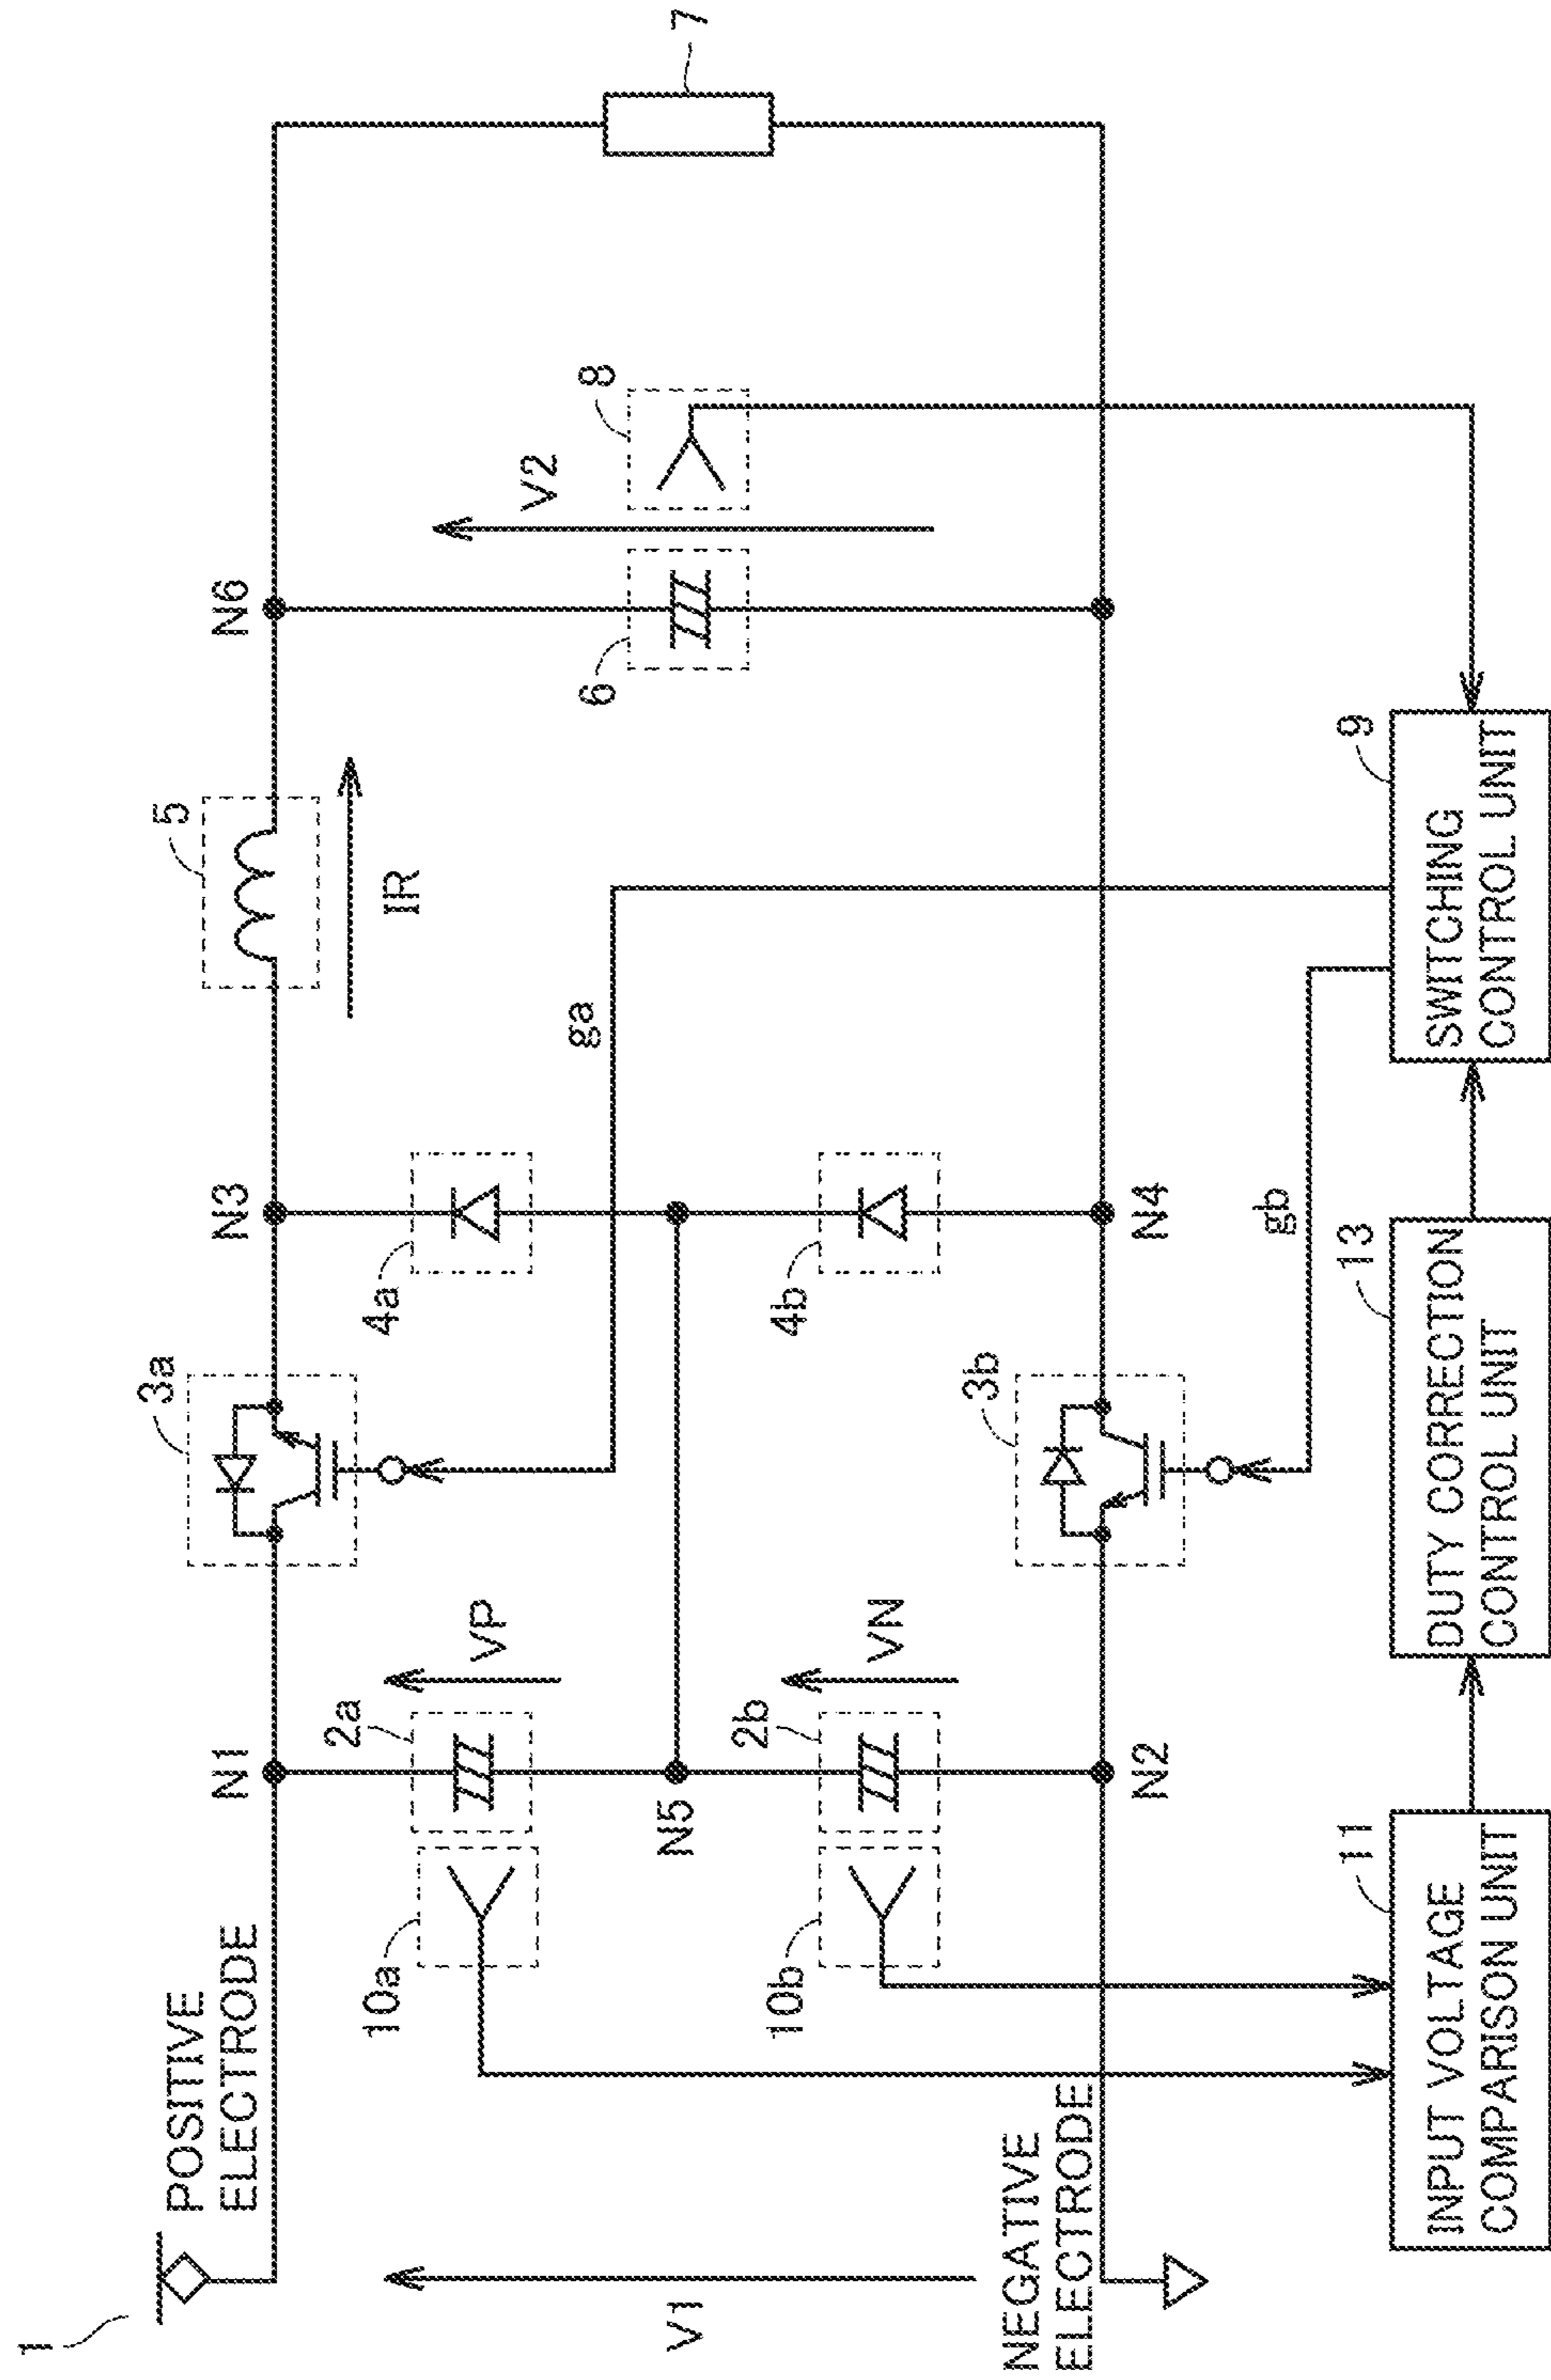 1
POSITIVE
ELECTRODE
V1
NEGATIVE
ELECTRODE
N1
10a
2a
VP
N5
10b
2b
VN
N2
3a
3b
N3
4a
4b
N4
ga
gb
5
IR
N6
6
V2
8
7
11
INPUT VOLTAGE
COMPARISON UNIT
13
DUTY CORRECTION
CONTROL UNIT
9
SWITCHING
CONTROL UNIT